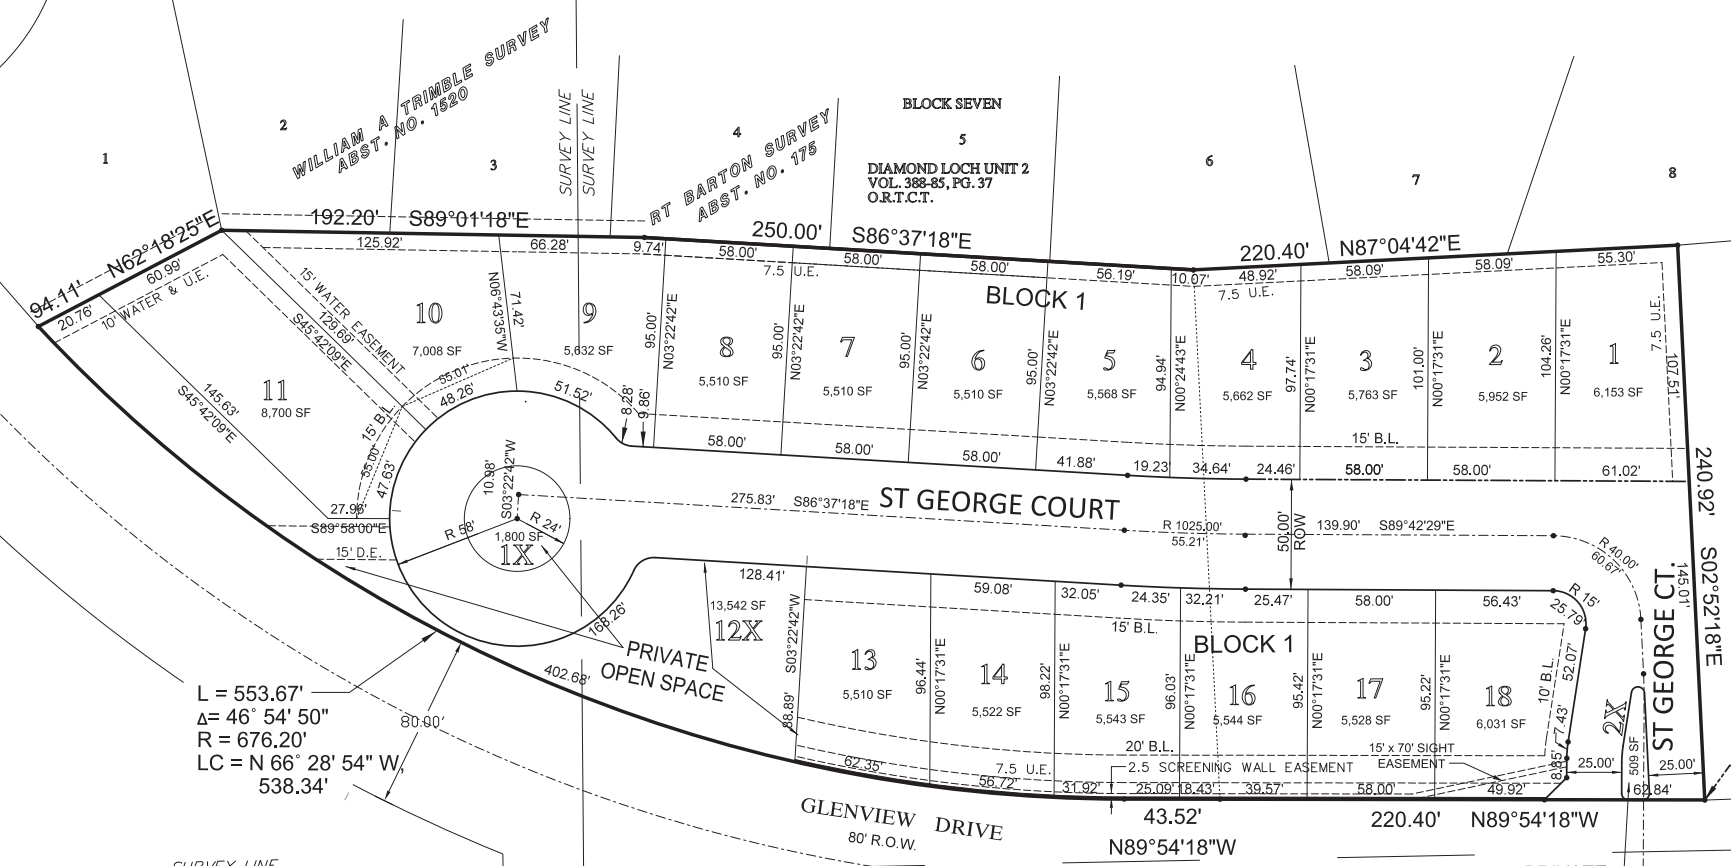 1
2
3
4
5
6
7
8
WILLIAM A TRIMBLE SURVEY
ABST. NO. 1520
SURVEY LINE
SURVEY LINE
RT BARTON SURVEY
ABST. NO. 175
BLOCK SEVEN
DIAMOND LOCH UNIT 2
VOL. 388-85, PG. 37
O.R.T.C.T.
94.11' N62°18'25"E
192.20' S89°01'18"E
250.00' S86°37'18"E
220.40' N87°04'42"E
20.76'
60.99'
10' WATER & U.E.
125.92'
66.28'
9.74'
58.00'
58.00'
58.00'
56.19'
10.07'
48.92'
58.09'
58.09'
55.30'
7.5 U.E.
7.5 U.E.
7.5 U.E.
BLOCK 1
15' WATER EASEMENT
129.69'
S45°42'09"E
145.63'
S45°42'09"E
11
8,700 SF
10
7,008 SF
N06°43'35"W
71.42'
9
5,632 SF
95.00'
N03°22'42"E
8
5,510 SF
95.00'
N03°22'42"E
7
5,510 SF
95.00'
N03°22'42"E
6
5,510 SF
95.00'
N03°22'42"E
5
5,568 SF
94.94'
N00°24'43"E
4
5,662 SF
97.74'
N00°17'31"E
3
5,763 SF
101.00'
N00°17'31"E
2
5,952 SF
104.26'
N00°17'31"E
1
6,153 SF
107.51'
55.01'
48.26'
51.52'
8.28'
9.86'
15' B.L.
55.00'
47.63'
15' B.L.
58.00'
58.00'
58.00'
41.88'
19.23'
34.64'
24.46'
58.00'
58.00'
61.02'
240.92' S02°52'18"E
27.96'
S89°56'00"E
15' D.E.
10.98'
S03°22'42"W
R 58'
R 24'
1,800 SF
1X
275.83' S86°37'18"E
ST GEORGE COURT
R 1025.00'
55.21'
50.00'
ROW
139.90' S89°42'29"E
R 40.00'
60.67'
145.01'
ST GEORGE CT.
168.26'
128.41'
13,542 SF
12X
PRIVATE
OPEN SPACE
59.08'
32.05'
24.35'
32.21'
25.47'
58.00'
56.43'
R 15'
25.79
15' B.L.
BLOCK 1
S03°22'42"W
88.89'
13
5,510 SF
96.44'
N00°17'31"E
14
5,522 SF
98.22'
N00°17'31"E
15
5,543 SF
96.03'
N00°17'31"E
16
5,544 SF
95.42'
N00°17'31"E
17
5,528 SF
95.22'
N00°17'31"E
18
6,031 SF
10' B.L.
52.07'
7.43'
8.85'
2X
509 SF
25.00'
25.00'
20' B.L.
15' x 70' SIGHT
EASEMENT
7.5 U.E.
2.5 SCREENING WALL EASEMENT
402.68'
62.35'
56.72'
31.92'
25.09'
18.43'
39.57'
58.00'
49.92'
62.84'
L = 553.67'
Δ= 46° 54' 50"
R = 676.20'
LC = N 66° 28' 54" W,
538.34'
80.00'
GLENVIEW DRIVE
80' R.O.W.
43.52'
N89°54'18"W
220.40' N89°54'18"W
SURVEY LINE